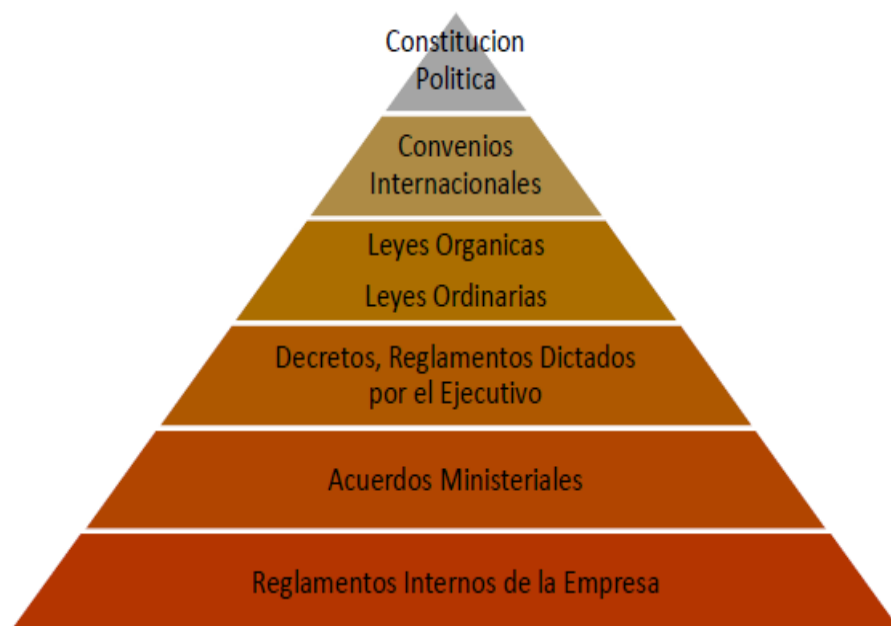 Constitucion
Politica
Convenios
Internacionales
Leyes Organicas
Leyes Ordinarias
Decretos, Reglamentos Dictados
por el Ejecutivo
Acuerdos Ministeriales
Reglamentos Internos de la Empresa